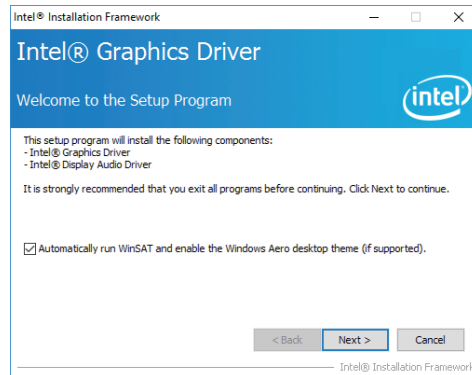 Intel® Installation Framework
Intel® Graphics Driver
Welcome to the Setup Program
intel
This setup program will install the following components:
- Intel® Graphics Driver
- Intel® Display Audio Driver
It is strongly recommended that you exit all programs before continuing. Click Next to continue.
Automatically run WinSAT and enable the Windows Aero desktop theme (if supported).
< Back Next > Cancel
Intel® Installation Framework